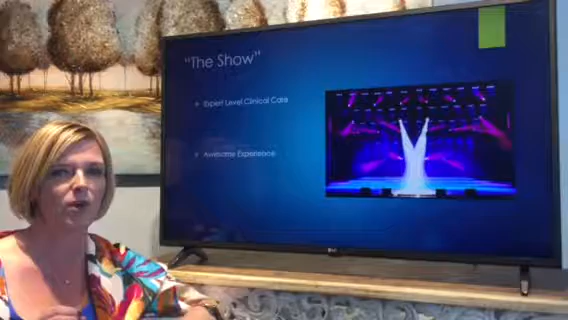 “The Show”
Expert Level Clinical Care
Awesome Experience
LG